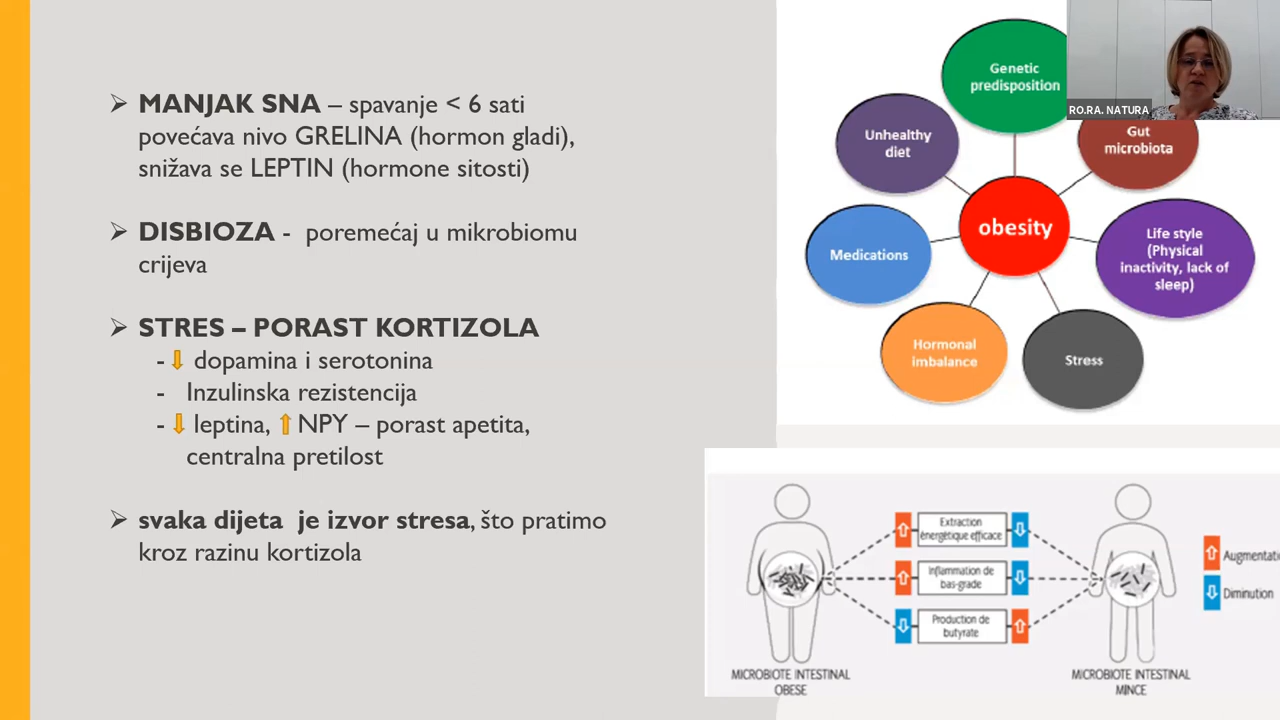 ➢ MANJAK SNA – spavanje < 6 sati
povećava nivo GRELINA (hormon gladi),
snižava se LEPTIN (hormone sitosti)
➢ DISBIOZA - poremećaj u mikrobiomu
crijeva
➢ STRES – PORAST KORTIZOLA
- ⇩ dopamina i serotonina
- Inzulinska rezistencija
- ⇩ leptina, ⇧ NPY – porast apetita,
centralna pretilost
➢ svaka dijeta je izvor stresa, što pratimo
kroz razinu kortizola
Genetic
predisposition
RO.RA. NATURA
Unhealthy
diet
Gut
microbiota
obesity
Medications
Life style
(Physical
inactivity, lack of
sleep)
Hormonal
imbalance
Stress
Extraction
énergétique efficace
Inflammation de
bas-grade
Production de
butyrate
MICROBIOTE INTESTINAL
OBESE
MICROBIOTE INTESTINAL
MINCE
Diminution